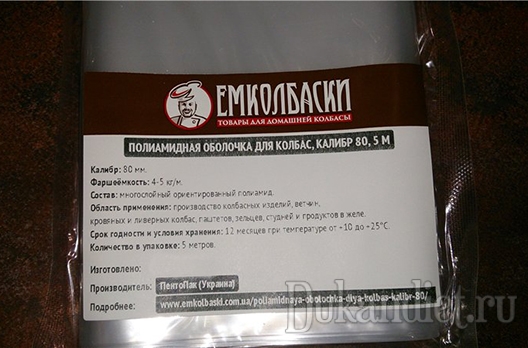 ЕМКОЛБАСКИ
ТОВАРЫ ДЛЯ ДОМАШНЕЙ КОЛБАСЫ
ПОЛИАМИДНАЯ ОБОЛОЧКА ДЛЯ КОЛБАС, КАЛИБР 80, 5 М
Калибр: 80 мм.
Фаршеёмкость: 4-5 кг/м.
Состав: многослойный ориентированный полиамид.
Область применения: производство колбасных изделий, ветчин,
кровяных и ливерных колбас, паштетов, зельцев, студней и продуктов в желе.
Срок годности и условия хранения: 12 месяцев при температуре от +10 до +25°С.
Количество в упаковке: 5 метров.
Изготовлено:
Производитель: ПентоПак (Украина)
Подробнее: www.emkolbaski.com.ua/poliamidnaya-obolochka-dlya-kolbas-kalibr-80/
Dukandiet.ru